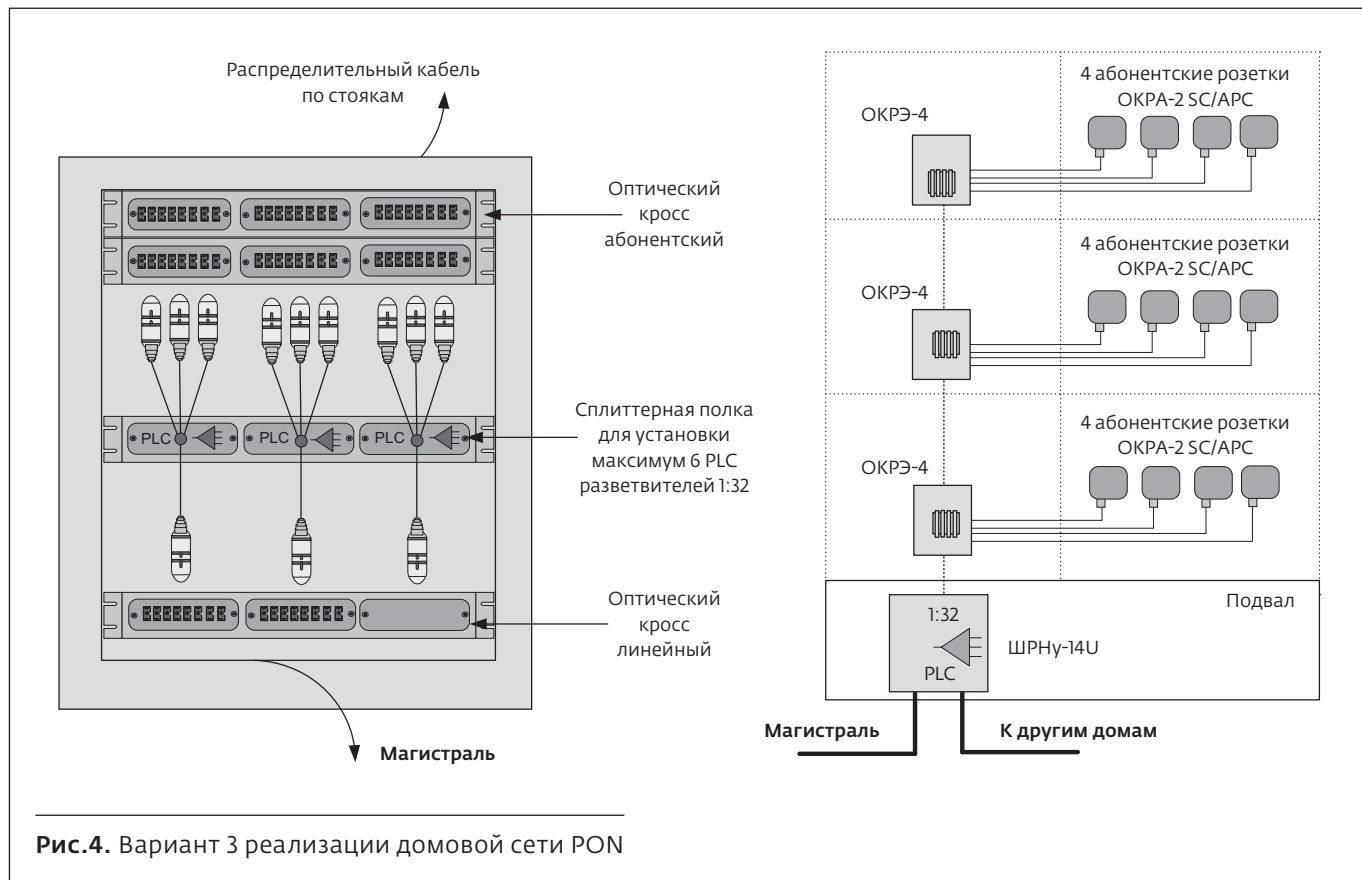 Распределительный кабель
по стоякам
Оптический
кросс
абонентский
PLC
PLC
PLC
Сплиттерная полка
для установки
максимум 6 PLC
разветвителей 1:32
Оптический
кросс
линейный
Магистраль
4 абонентские розетки
ОКРА-2 SC/APC
ОКРЭ-4
4 абонентские розетки
ОКРА-2 SC/APC
ОКРЭ-4
4 абонентские розетки
ОКРА-2 SC/APC
ОКРЭ-4
Подвал
1:32
PLC
ШРНу-14U
Магистраль
К другим домам
Рис.4. Вариант 3 реализации домовой сети PON